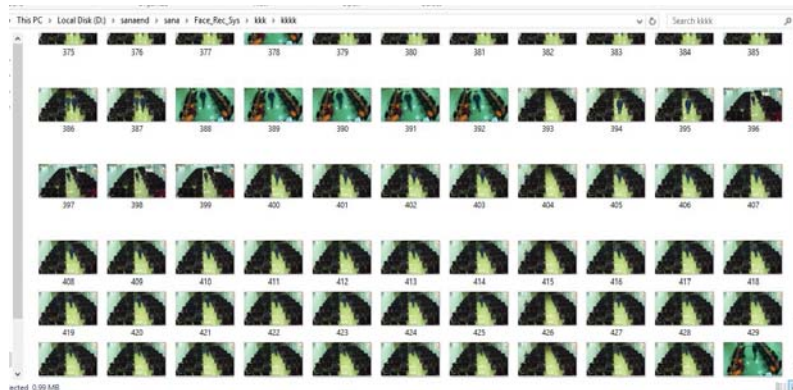 This PC > Local Disk (D:) > sanaend > sana > Face_Rec_Sys > kkk > kkkk
Search kkkk
375 376 377 378 379 380 381 382 383 384 385
386 387 388 389 390 391 392 393 394 395 396
397 398 399 400 401 402 403 404 405 406 407
408 409 410 411 412 413 414 415 416 417 418
419 420 421 422 423 424 425 426 427 428 429
ected 0.99 MB